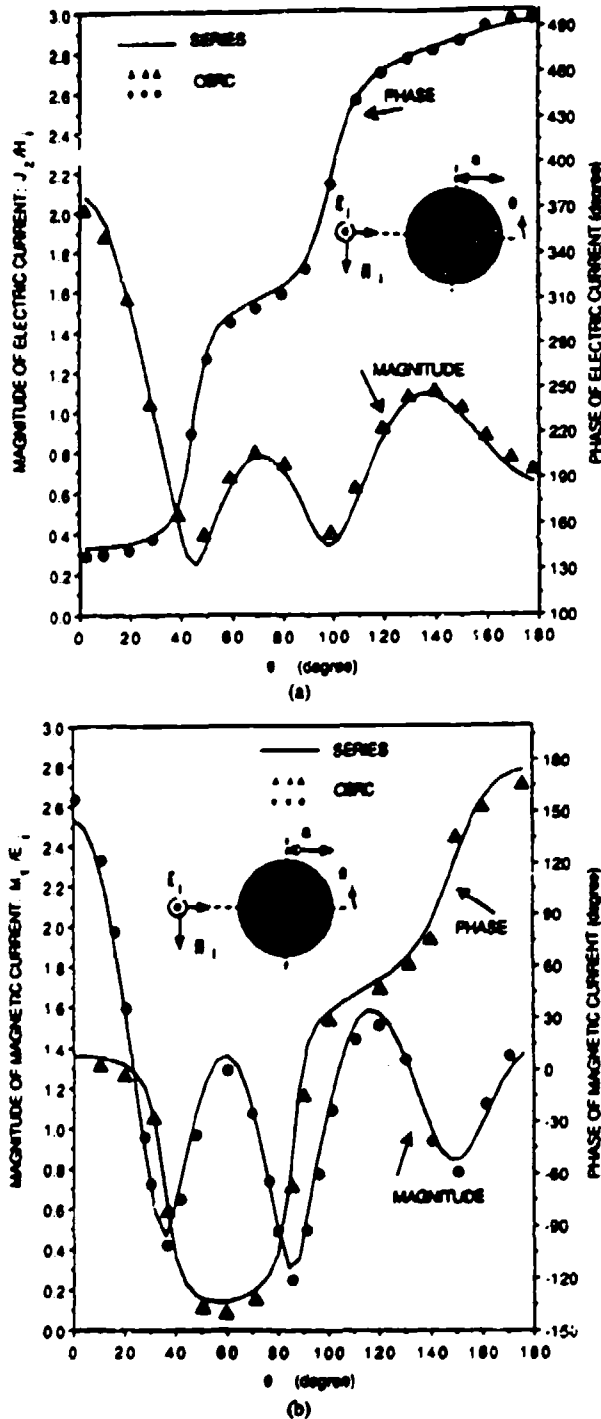 SERIES
CBRC
PHASE
MAGNITUDE
a
θ
E i
H i
MAGNITUDE OF ELECTRIC CURRENT: J z /H i
3.0
2.8
2.6
2.4
2.2
2.0
1.8
1.6
1.4
1.2
1.0
0.8
0.6
0.4
0.2
0.0
PHASE OF ELECTRIC CURRENT (degree)
490
460
430
400
370
340
310
280
250
220
190
160
130
100
0 20 40 60 80 100 120 140 160 180
θ (degree)
(a)
SERIES
CBRC
a
θ
E i
H i
PHASE
MAGNITUDE
MAGNITUDE OF MAGNETIC CURRENT: M t /E i
3.0
2.8
2.6
2.4
2.2
2.0
1.8
1.6
1.4
1.2
1.0
0.8
0.6
0.4
0.2
0.0
PHASE OF MAGNETIC CURRENT (degree)
180
150
120
90
60
30
0
-30
-60
-90
-120
-150
0 20 40 60 80 100 120 140 160 180
θ (degree)
(b)